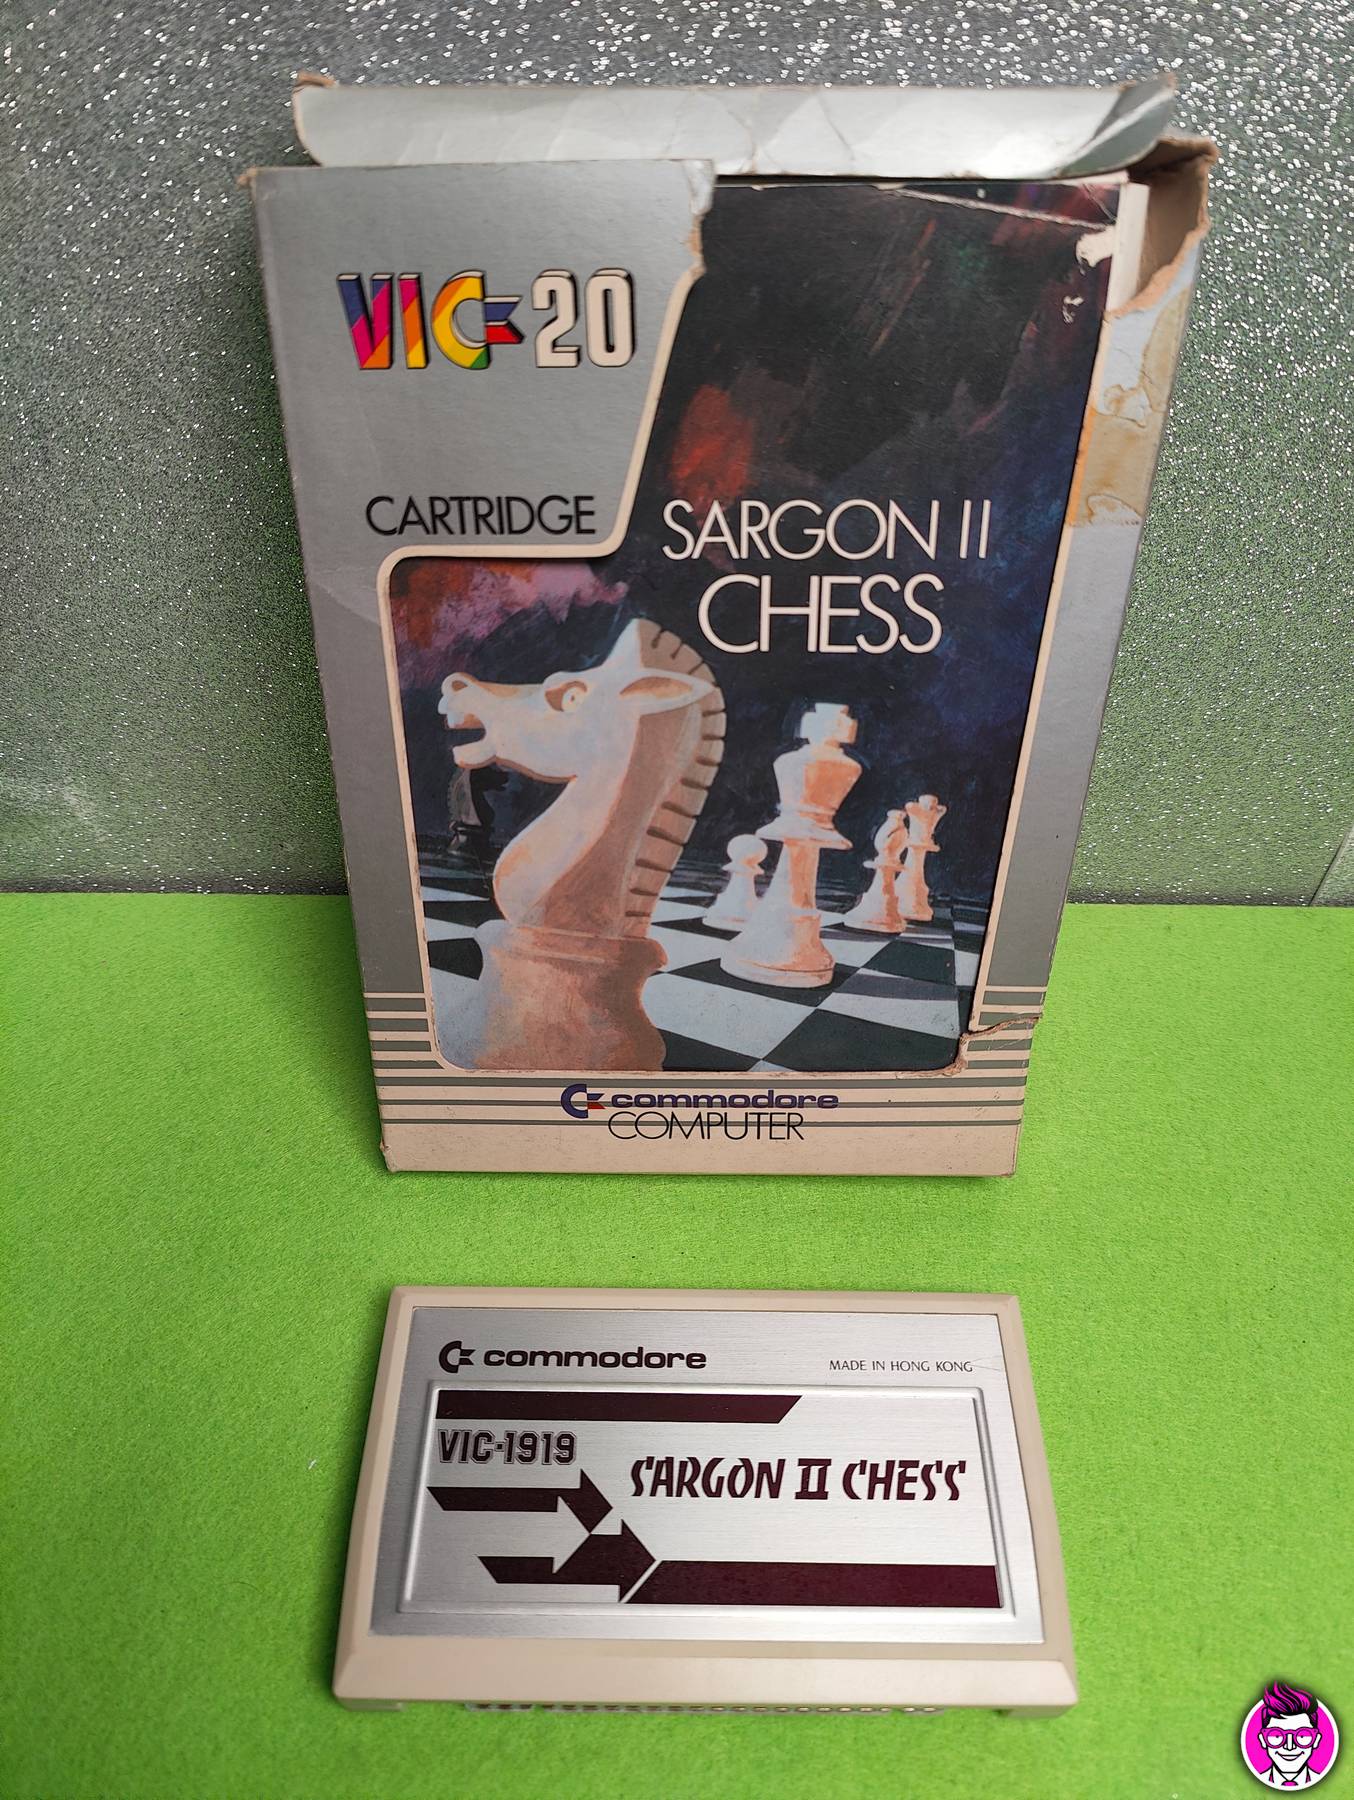 VIC-20
CARTRIDGE
SARGON II
CHESS
commodore
COMPUTER
commodore
MADE IN HONG KONG
VIC-1919
SARGON II CHESS